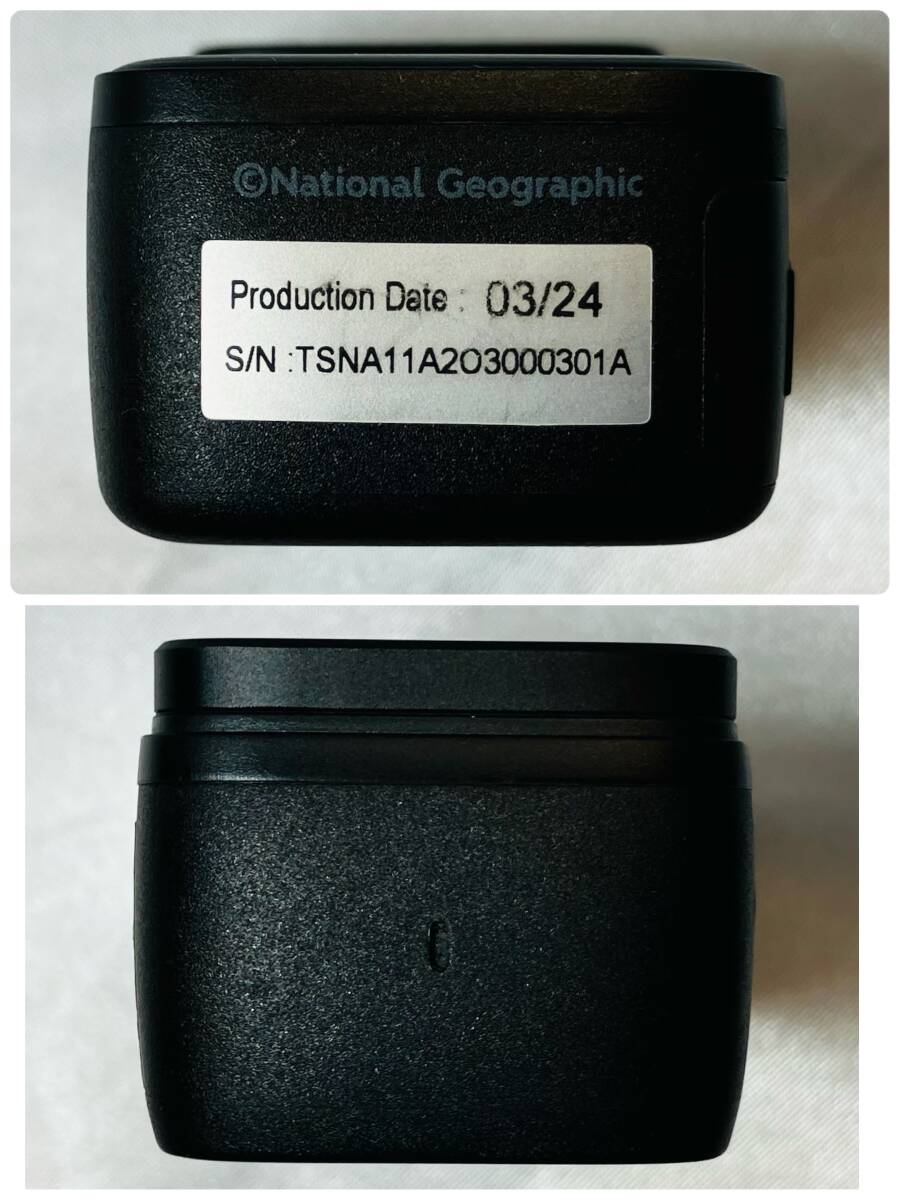 ©National Geographic
Production Date : 03/24
S/N :TSNA11A2O3000301A